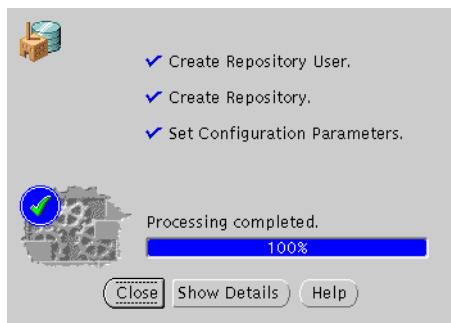 Create Repository User.
Create Repository.
Set Configuration Parameters.
Processing completed.
100%
Close Show Details Help